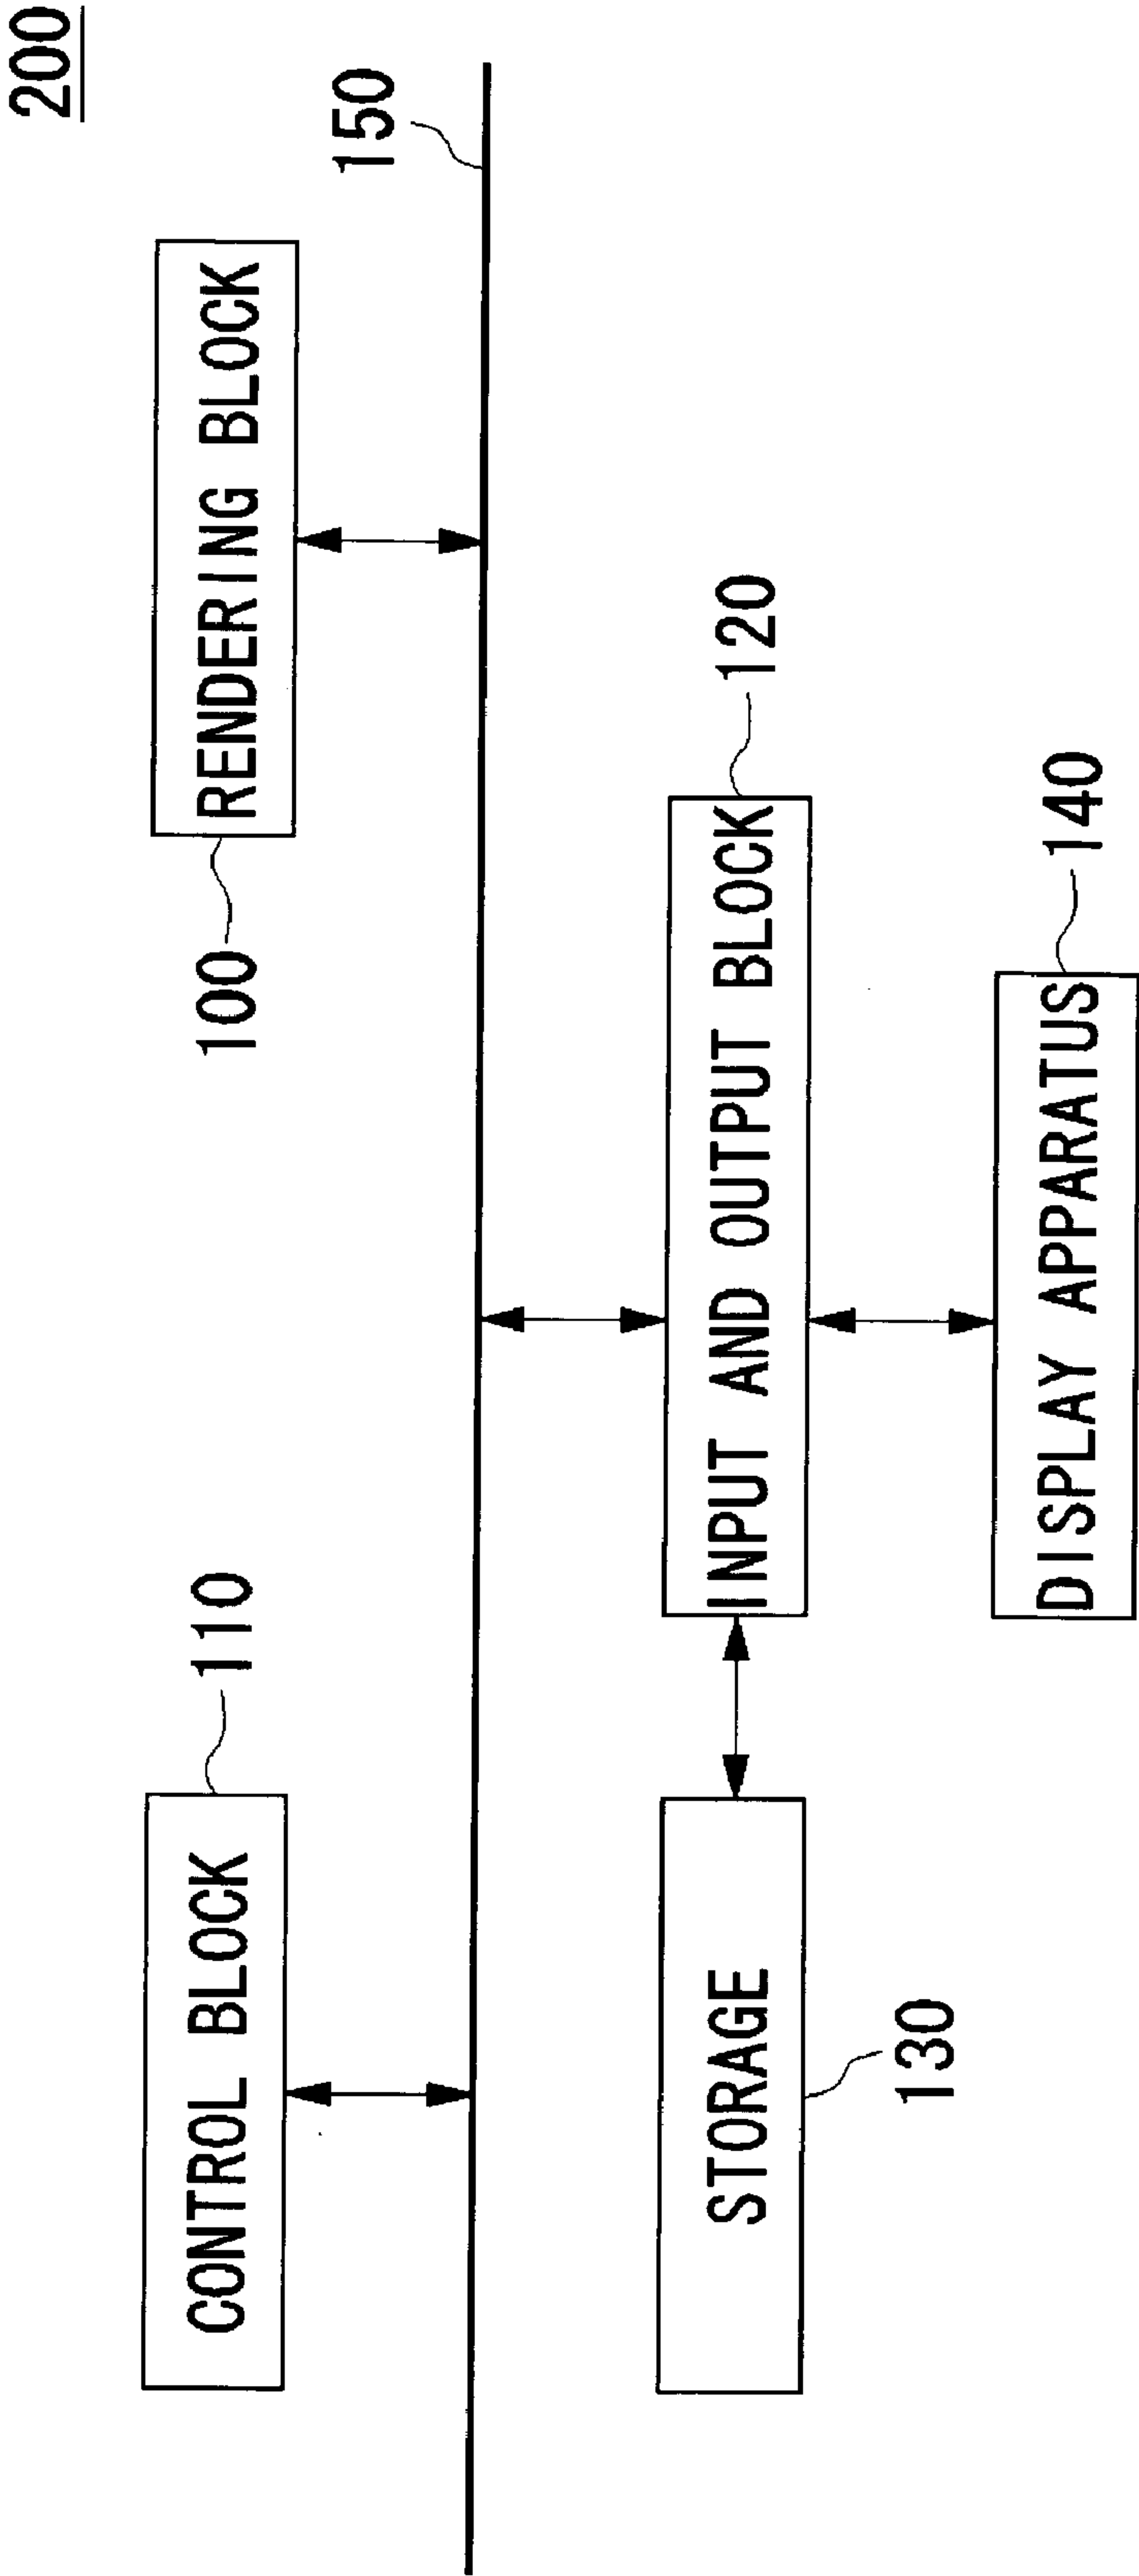 200
150
CONTROL BLOCK
110
100
RENDERING BLOCK
STORAGE
130
INPUT AND OUTPUT BLOCK
120
DISPLAY APPARATUS
140